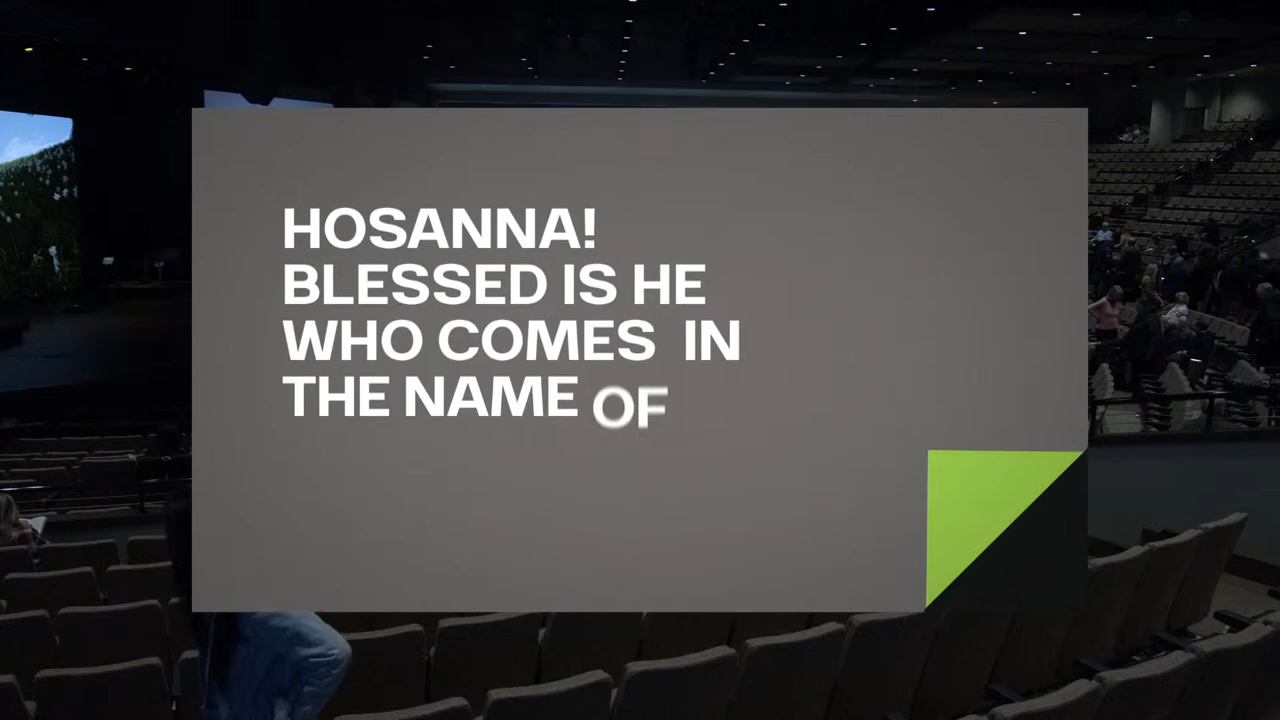 HOSANNA!
BLESSED IS HE
WHO COMES IN
THE NAME OF